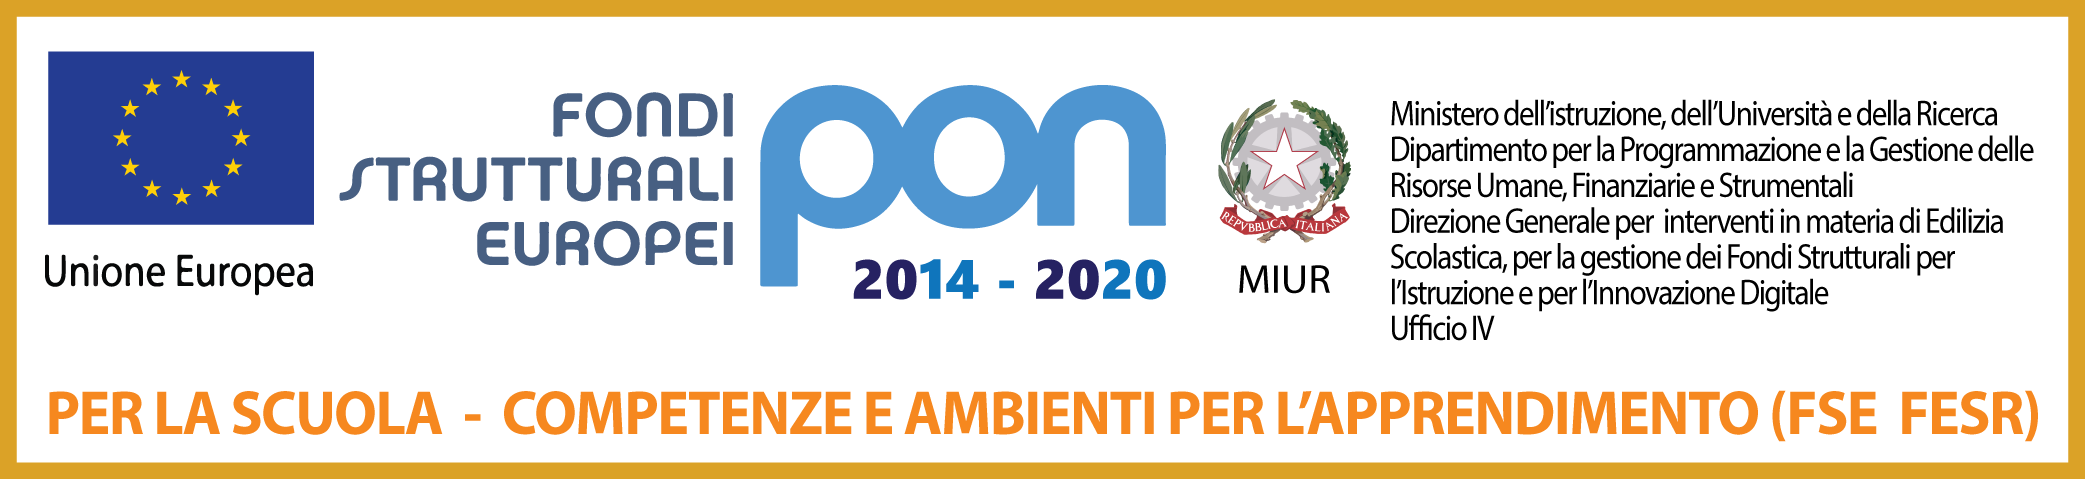 Unione Europea
FONDI
STRUTTURALI
EUROPEI
pon
2014 - 2020
REPVBBLICA ITALIANA
MIUR
Ministero dell'istruzione, dell'Università e della Ricerca
Dipartimento per la Programmazione e la Gestione delle
Risorse Umane, Finanziarie e Strumentali
Direzione Generale per interventi in materia di Edilizia
Scolastica, per la gestione dei Fondi Strutturali per
l'Istruzione e per l'Innovazione Digitale
Ufficio IV
PER LA SCUOLA - COMPETENZE E AMBIENTI PER L'APPRENDIMENTO (FSE FESR)